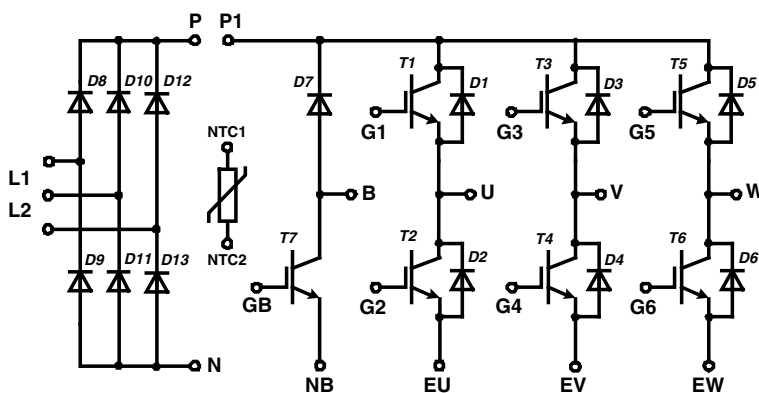 P P1
D8 D10 D12 D7 T1 D1 T3 D3 T5 D5
G1 G3 G5
NTC1
L1
L2
B U V W
T7 T2 D2 T4 D4 T6 D6
NTC2
D9 D11 D13
GB G2 G4 G6
N
NB EU EV EW